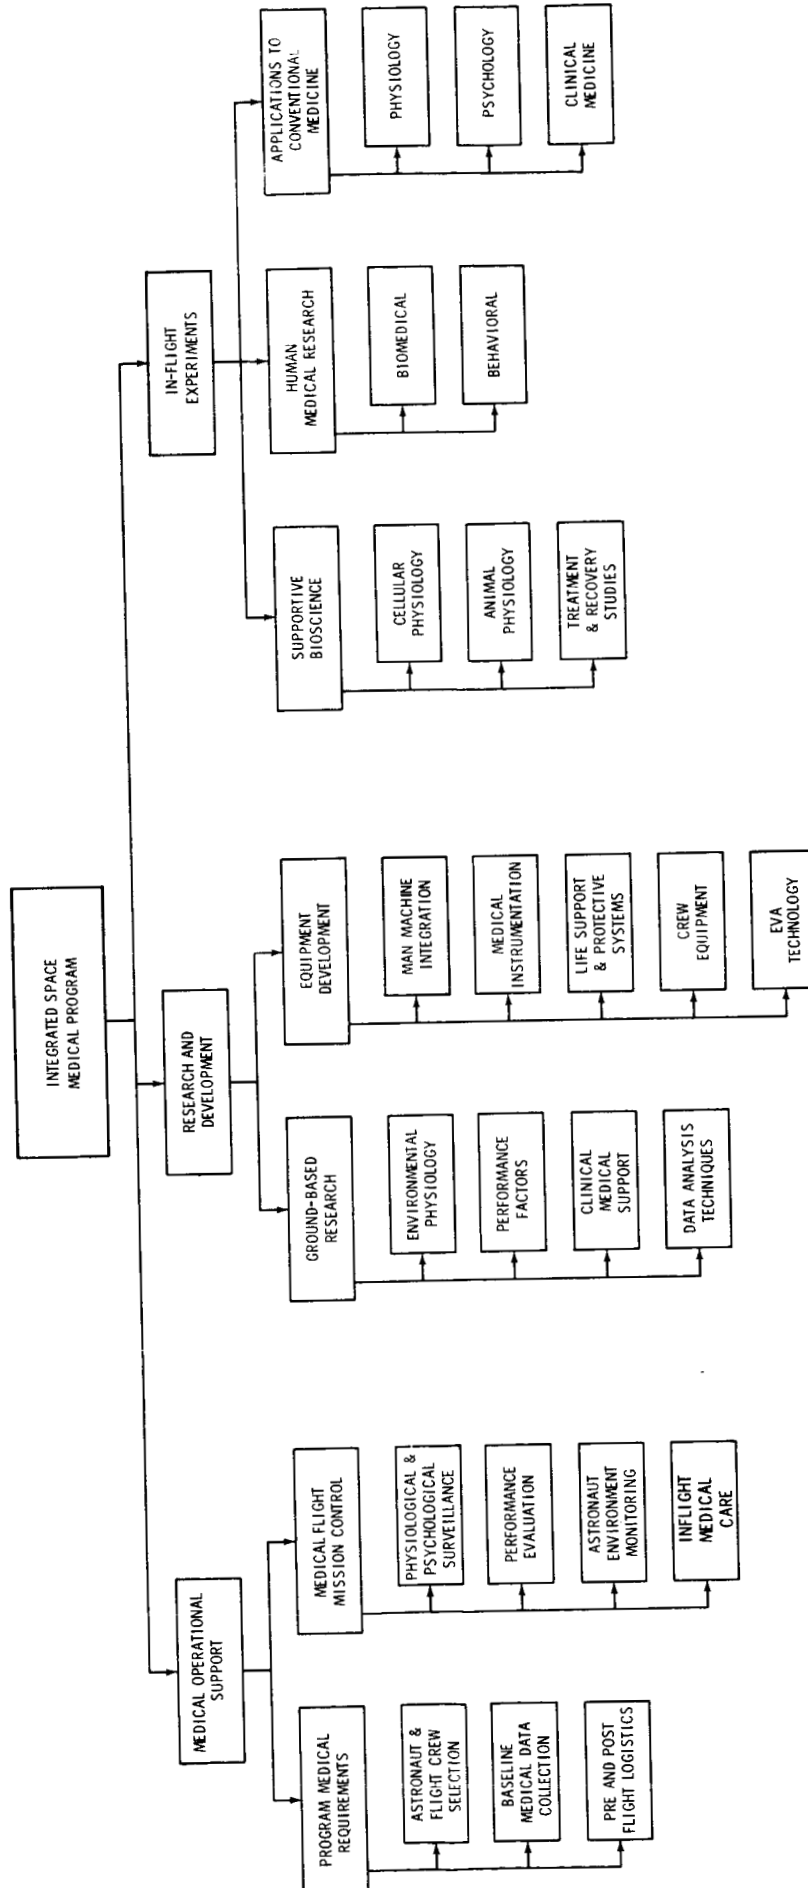 INTEGRATED SPACE
MEDICAL PROGRAM
MEDICAL OPERATIONAL
SUPPORT
RESEARCH AND
DEVELOPMENT
IN-FLIGHT
EXPERIMENTS
PROGRAM MEDICAL
REQUIREMENTS
ASTRONAUT &
FLIGHT CREW
SELECTION
BASELINE
MEDICAL DATA
COLLECTION
PRE AND POST
FLIGHT LOGISTICS
MEDICAL FLIGHT
MISSION CONTROL
PHYSIOLOGICAL &
PSYCHOLOGICAL
SURVEILLANCE
PERFORMANCE
EVALUATION
ASTRONAUT
ENVIRONMENT
MONITORING
INFLIGHT
MEDICAL
CARE
GROUND-BASED
RESEARCH
ENVIRONMENTAL
PHYSIOLOGY
PERFORMANCE
FACTORS
CLINICAL
MEDICAL
SUPPORT
DATA ANALYSIS
TECHNIQUES
EQUIPMENT
DEVELOPMENT
MAN MACHINE
INTEGRATION
MEDICAL
INSTRUMENTATION
LIFE SUPPORT
& PROTECTIVE
SYSTEMS
CREW
EQUIPMENT
EVA
TECHNOLOGY
SUPPORTIVE
BIOSCIENCE
CELLULAR
PHYSIOLOGY
ANIMAL
PHYSIOLOGY
TREATMENT
& RECOVERY
STUDIES
HUMAN
MEDICAL RESEARCH
BIOMEDICAL
BEHAVIORAL
APPLICATIONS TO
CONVENTIONAL
MEDICINE
PHYSIOLOGY
PSYCHOLOGY
CLINICAL
MEDICINE